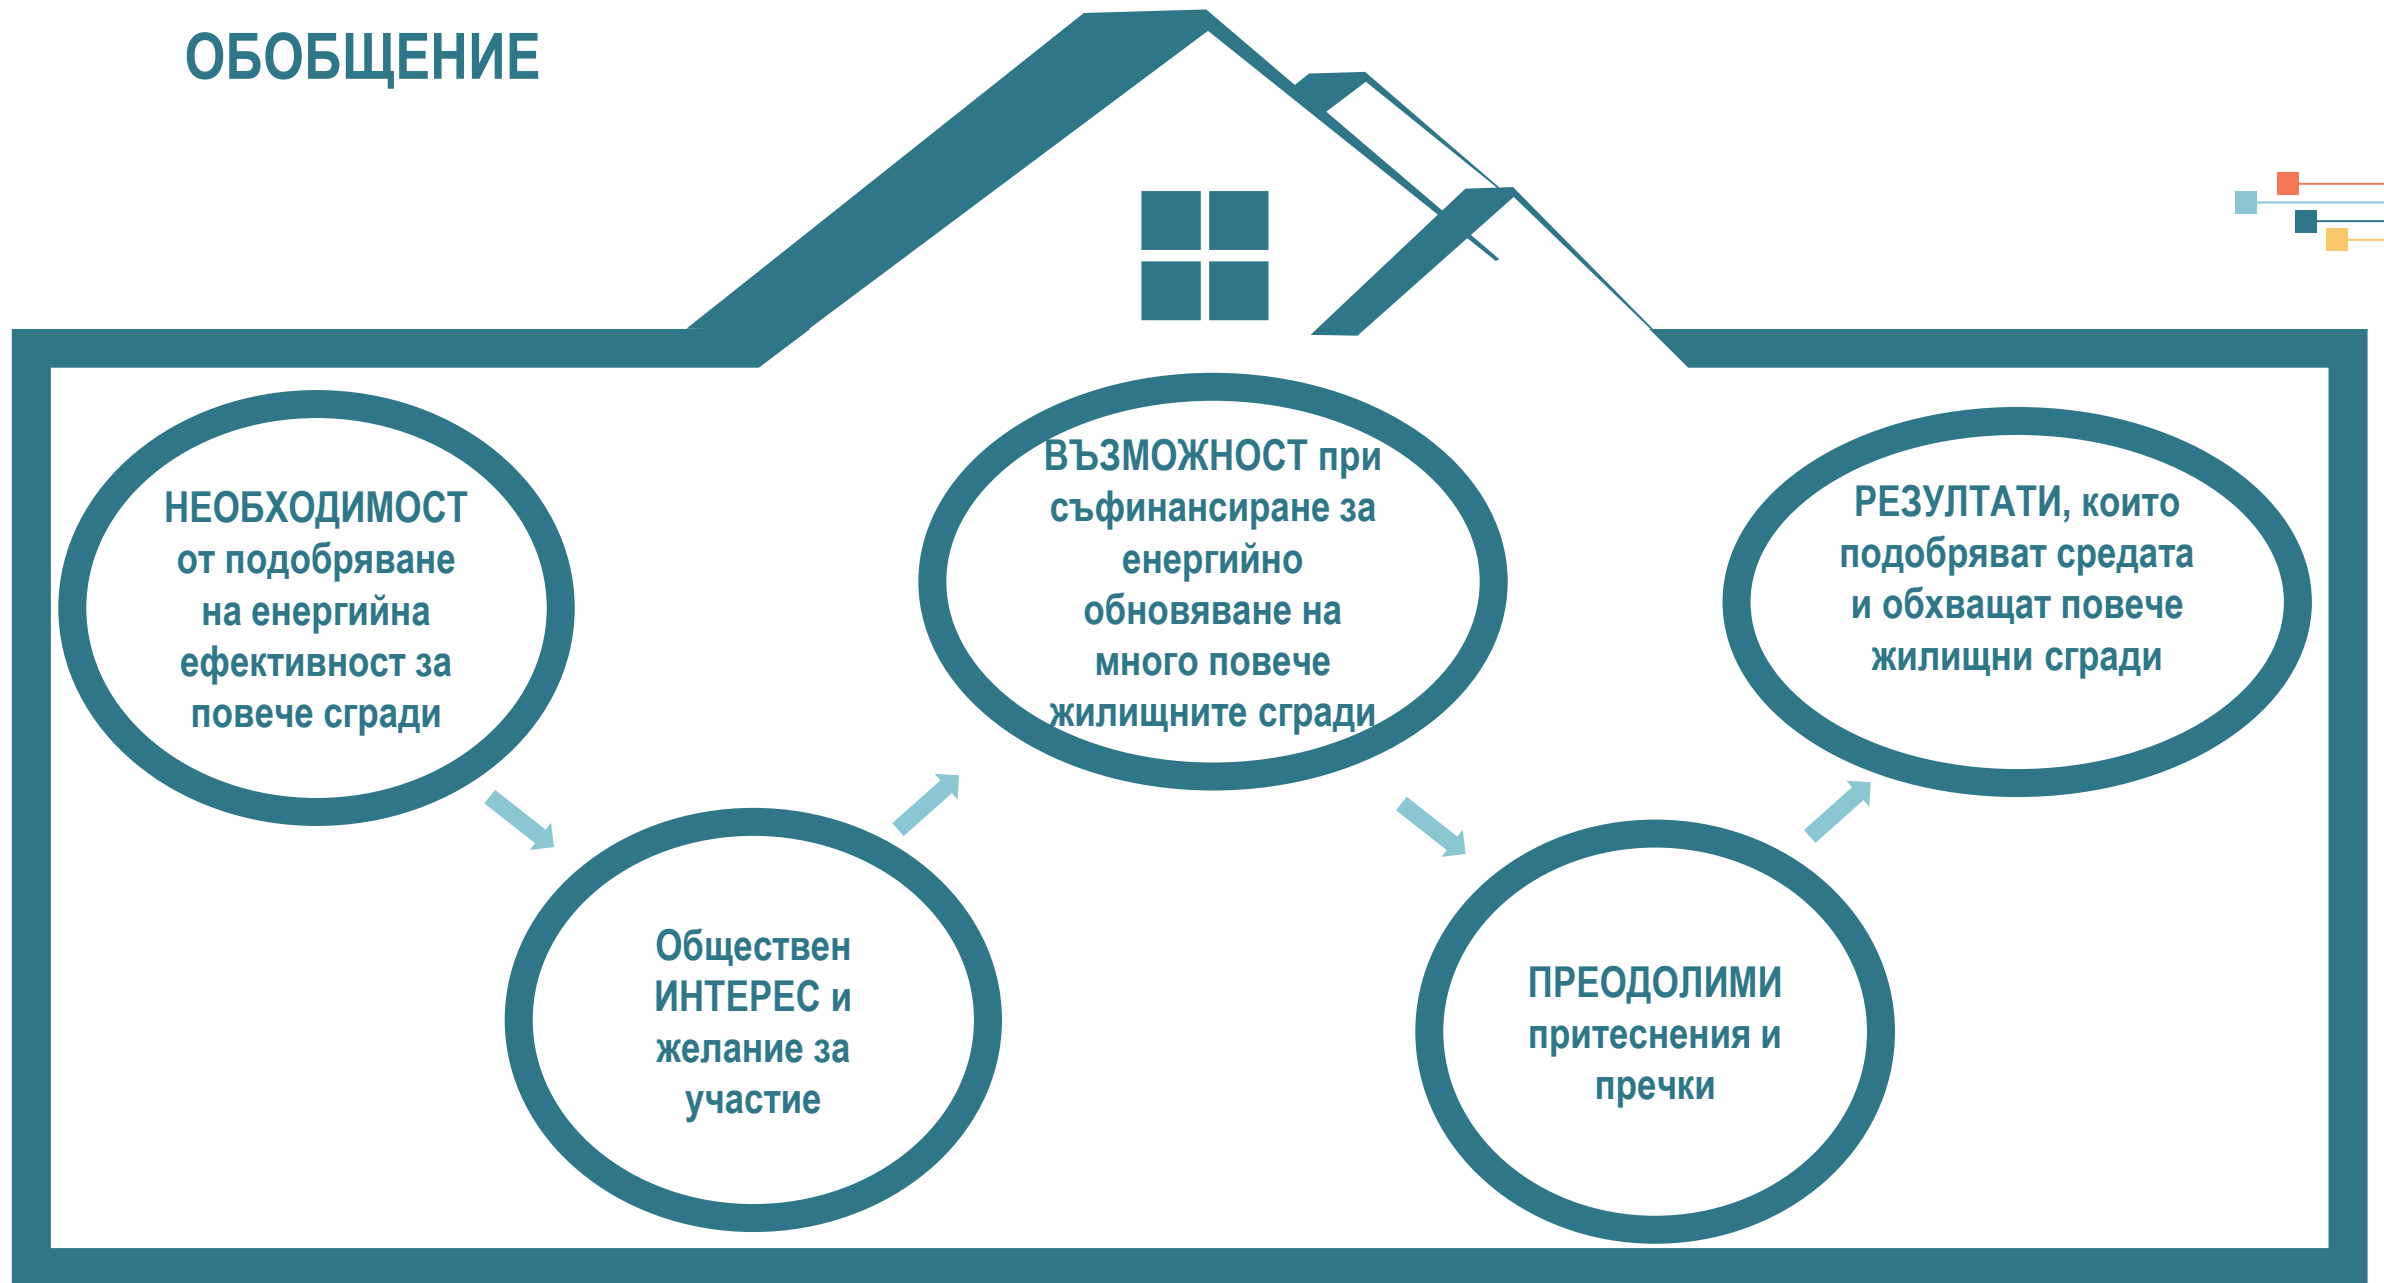 ОБОБЩЕНИЕ
НЕОБХОДИМОСТ
от подобряване
на енергийна
ефективност за
повече сгради
Обществен
ИНТЕРЕС и
желание за
участие
ВЪЗМОЖНОСТ при
съфинансиране за
енергийно
обновяване на
много повече
жилищните сгради
ПРЕОДОЛИМИ
притеснения и
пречки
РЕЗУЛТАТИ, които
подобряват средата
и обхващат повече
жилищни сгради